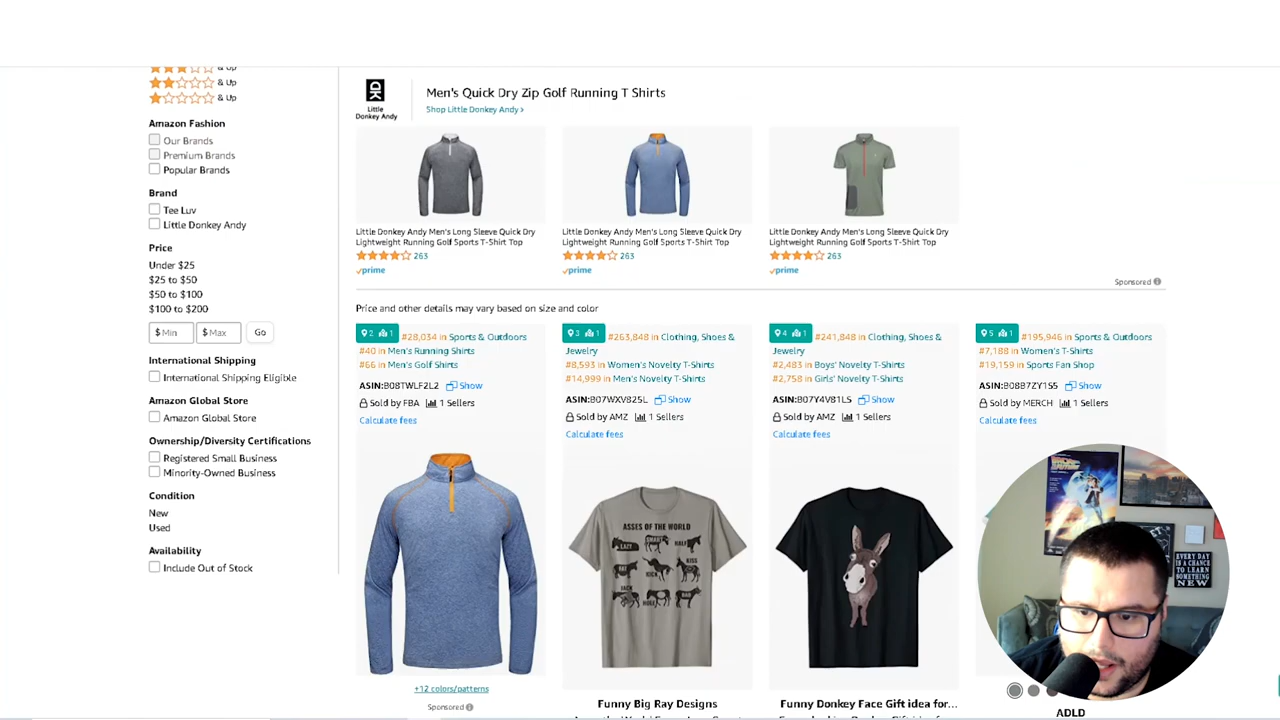 & Up
& Up
& Up
Amazon Fashion
Our Brands
Premium Brands
Popular Brands
Brand
Tee Luv
Little Donkey Andy
Price
Under $25
$25 to $50
$50 to $100
$100 to $200
$ Min $ Max Go
International Shipping
International Shipping Eligible
Amazon Global Store
Amazon Global Store
Ownership/Diversity Certifications
Registered Small Business
Minority-Owned Business
Condition
New
Used
Availability
Include Out of Stock
DK
Little
Donkey Andy
Men's Quick Dry Zip Golf Running T Shirts
Shop Little Donkey Andy ›
Little Donkey Andy Men's Long Sleeve Quick Dry
Lightweight Running Golf Sports T-Shirt Top
263
prime
Little Donkey Andy Men's Long Sleeve Quick Dry
Lightweight Running Golf Sports T-Shirt Top
263
prime
Little Donkey Andy Men's Long Sleeve Quick Dry
Lightweight Running Golf Sports T-Shirt Top
263
prime
Sponsored
Price and other details may vary based on size and color
2 1 #28,034 in Sports & Outdoors
#40 in Men's Running Shirts
#66 in Men's Golf Shirts
ASIN:B08TWLF2L2 Show
Sold by FBA 1 Sellers
Calculate fees
+12 colors/patterns
Sponsored
3 1 #263,848 in Clothing, Shoes &
Jewelry
#8,593 in Women's Novelty T-Shirts
#14,999 in Men's Novelty T-Shirts
ASIN:B07WXV825L Show
Sold by AMZ 1 Sellers
Calculate fees
ASSES OF THE WORLD
LAZY SMART HALF
FAT KICK KISS
JACK HOLE BAD
Funny Big Ray Designs
4 1 #241,848 in Clothing, Shoes &
Jewelry
#2,483 in Boys' Novelty T-Shirts
#2,758 in Girls' Novelty T-Shirts
ASIN:B07Y4V81LS Show
Sold by AMZ 1 Sellers
Calculate fees
Funny Donkey Face Gift idea for...
5 1 #195,946 in Sports & Outdoors
#7,188 in Women's T-Shirts
#19,159 in Sports Fan Shop
ASIN:B08B7ZY1S5 Show
Sold by MERCH 1 Sellers
Calculate fees
EVERY DAY
IS A CHANCE
TO LEARN
SOMETHING
NEW
ADLD